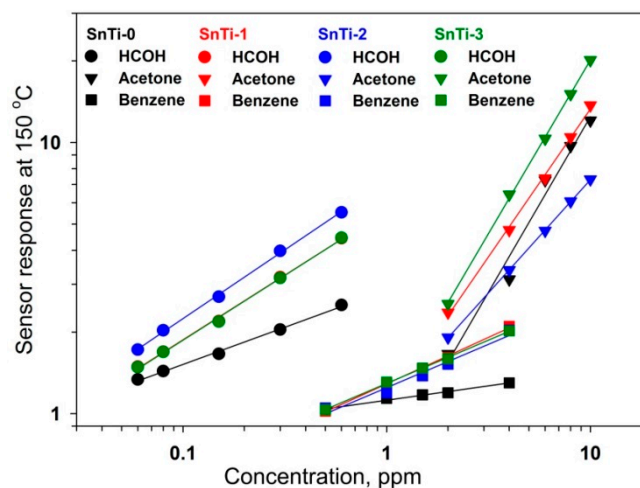 SnTi-0 SnTi-1 SnTi-2 SnTi-3
HCOH HCOH HCOH HCOH
Acetone Acetone Acetone Acetone
Benzene Benzene Benzene Benzene
Sensor response at 150 °C
10
1
0.1 1 10
Concentration, ppm